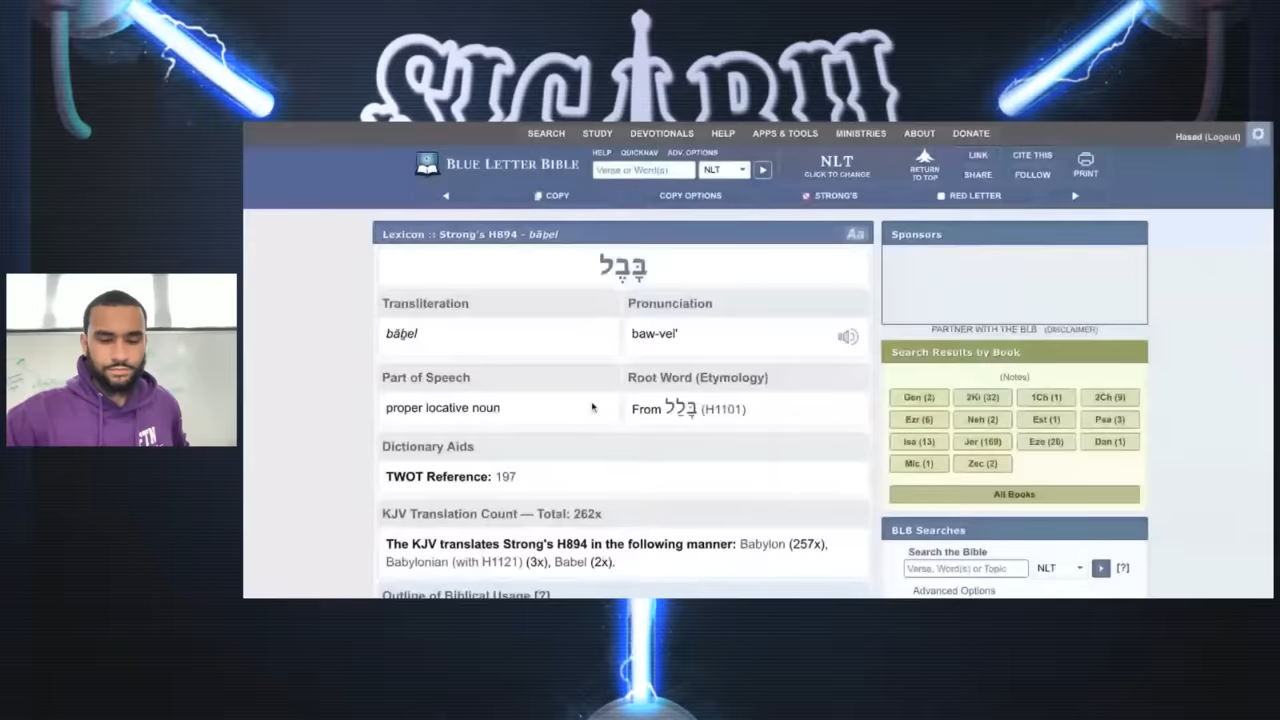 SICARII
SEARCH STUDY DEVOTIONALS HELP APPS & TOOLS MINISTRIES ABOUT DONATE
Hasad (Logout)
BLUE LETTER BIBLE
HELP QUICKNAV ADV. OPTIONS
Verse or Word(s) NLT
NLT
CLICK TO CHANGE
RETURN
TO TOP
LINK CITE THIS
SHARE FOLLOW
PRINT
COPY COPY OPTIONS STRONG'S RED LETTER
Lexicon :: Strong's H894 - bāḇel Aa
בָּבֶל
Transliteration Pronunciation
bāḇel baw-vel'
Part of Speech Root Word (Etymology)
proper locative noun From בָּלַל (H1101)
Dictionary Aids
TWOT Reference: 197
KJV Translation Count — Total: 262x
The KJV translates Strong's H894 in the following manner: Babylon (257x),
Babylonian (with H1121) (3x), Babel (2x).
Outline of Biblical Usage [?]
Sponsors
PARTNER WITH THE BLB (DISCLAIMER)
Search Results by Book
(Notes)
Gen (2) 2Ki (32) 1Ch (1) 2Ch (9)
Ezr (6) Neh (2) Est (1) Psa (3)
Isa (13) Jer (169) Eze (20) Dan (1)
Mic (1) Zec (2)
All Books
BLB Searches
Search the Bible
Verse, Word(s) or Topic NLT [?]
Advanced Options